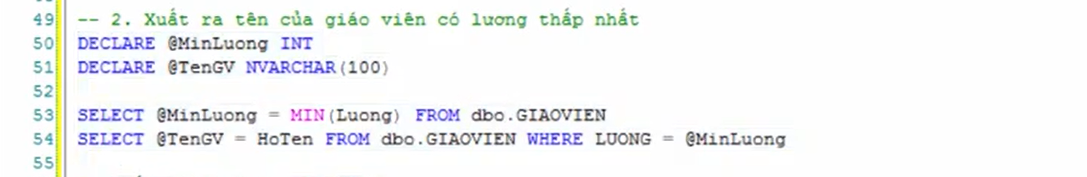 49 -- 2. Xuất ra tên của giáo viên có lương thấp nhất
50 DECLARE @MinLuong INT
51 DECLARE @TenGV NVARCHAR(100)
52
53 SELECT @MinLuong = MIN(Luong) FROM dbo.GIAOVIEN
54 SELECT @TenGV = HoTen FROM dbo.GIAOVIEN WHERE LUONG = @MinLuong
55